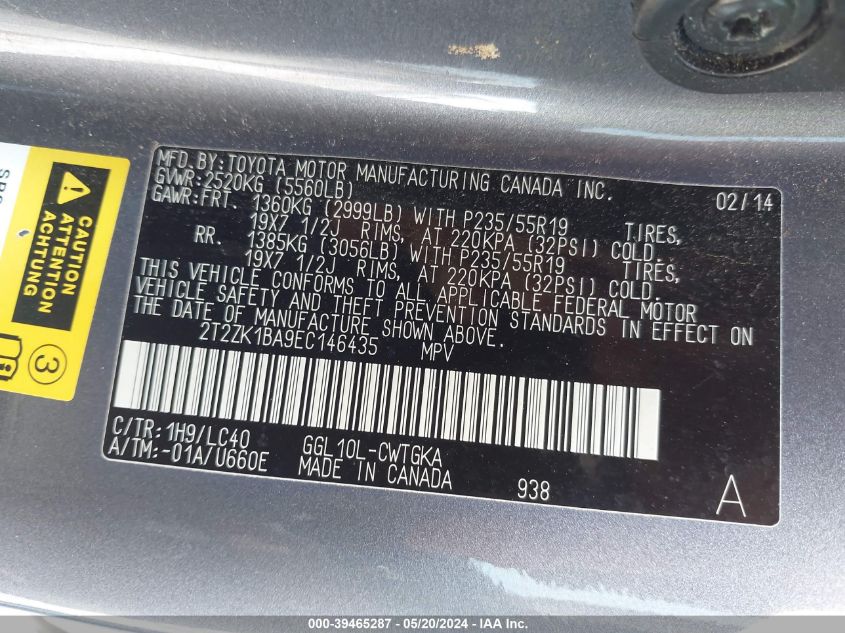 MFD. BY: TOYOTA MOTOR MANUFACTURING CANADA INC. 02/14
GVWR: 2520KG (5560LB)
GAWR: FRT. 1360KG (2999LB) WITH P235/55R19 TIRES,
19X7 1/2J RIMS, AT 220KPA (32PSI) COLD.
RR. 1385KG (3056LB) WITH P235/55R19 TIRES,
19X7 1/2J RIMS, AT 220KPA (32PSI) COLD.
THIS VEHICLE CONFORMS TO ALL APPLICABLE FEDERAL MOTOR
VEHICLE SAFETY AND THEFT PREVENTION STANDARDS IN EFFECT ON
THE DATE OF MANUFACTURE SHOWN ABOVE.
2T2ZK1BA9EC146435 MPV
C/TR: 1H9/LC40 GGL10L-CWTGKA
A/TM: -01A/U660E MADE IN CANADA 938 A
CAUTION
ATTENTION
ACHTUNG
3
000-39465287 - 05/20/2024 - IAA Inc.